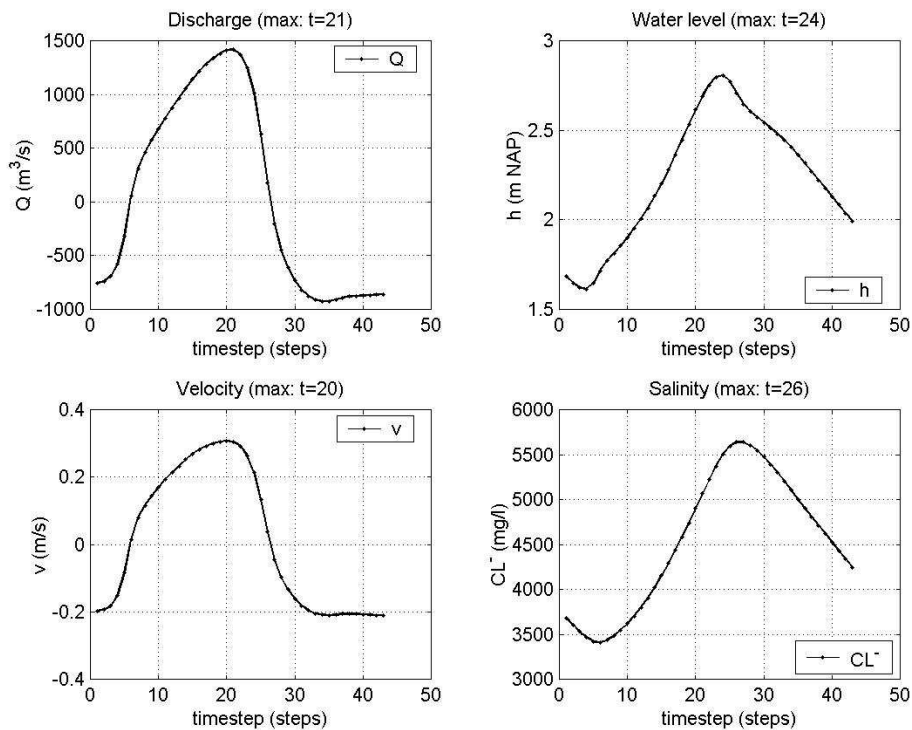 Discharge (max: t=21)
Q
1500
1000
500
0
-500
-1000
Q (m³/s)
0 10 20 30 40 50
timestep (steps)
Water level (max: t=24)
3
2.5
2
1.5
h (m NAP)
h
0 10 20 30 40 50
timestep (steps)
Velocity (max: t=20)
v
0.4
0.2
0
-0.2
-0.4
v (m/s)
0 10 20 30 40 50
timestep (steps)
Salinity (max: t=26)
6000
5500
5000
4500
4000
3500
3000
CL⁻ (mg/l)
CL⁻
0 10 20 30 40 50
timestep (steps)